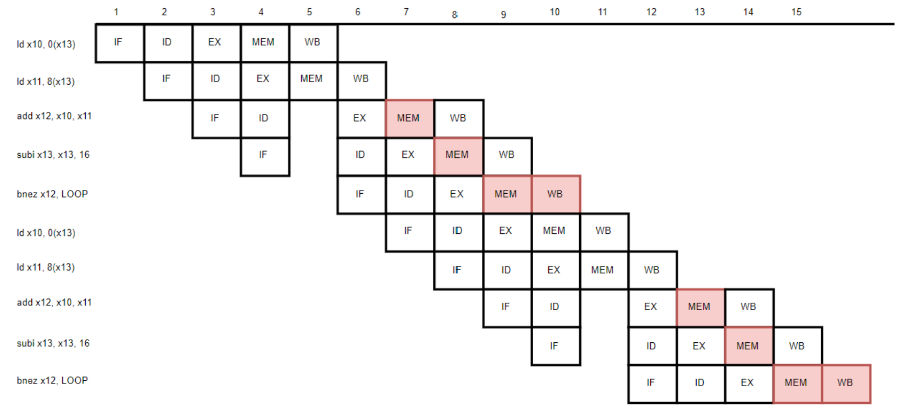 1 2 3 4 5 6 7 8 9 10 11 12 13 14 15
ld x10, 0(x13) IF ID EX MEM WB
ld x11, 8(x13) IF ID EX MEM WB
add x12, x10, x11 IF ID EX MEM WB
subi x13, x13, 16 IF ID EX MEM WB
bnez x12, LOOP IF ID EX MEM WB
ld x10, 0(x13) IF ID EX MEM WB
ld x11, 8(x13) IF ID EX MEM WB
add x12, x10, x11 IF ID EX MEM WB
subi x13, x13, 16 IF ID EX MEM WB
bnez x12, LOOP IF ID EX MEM WB